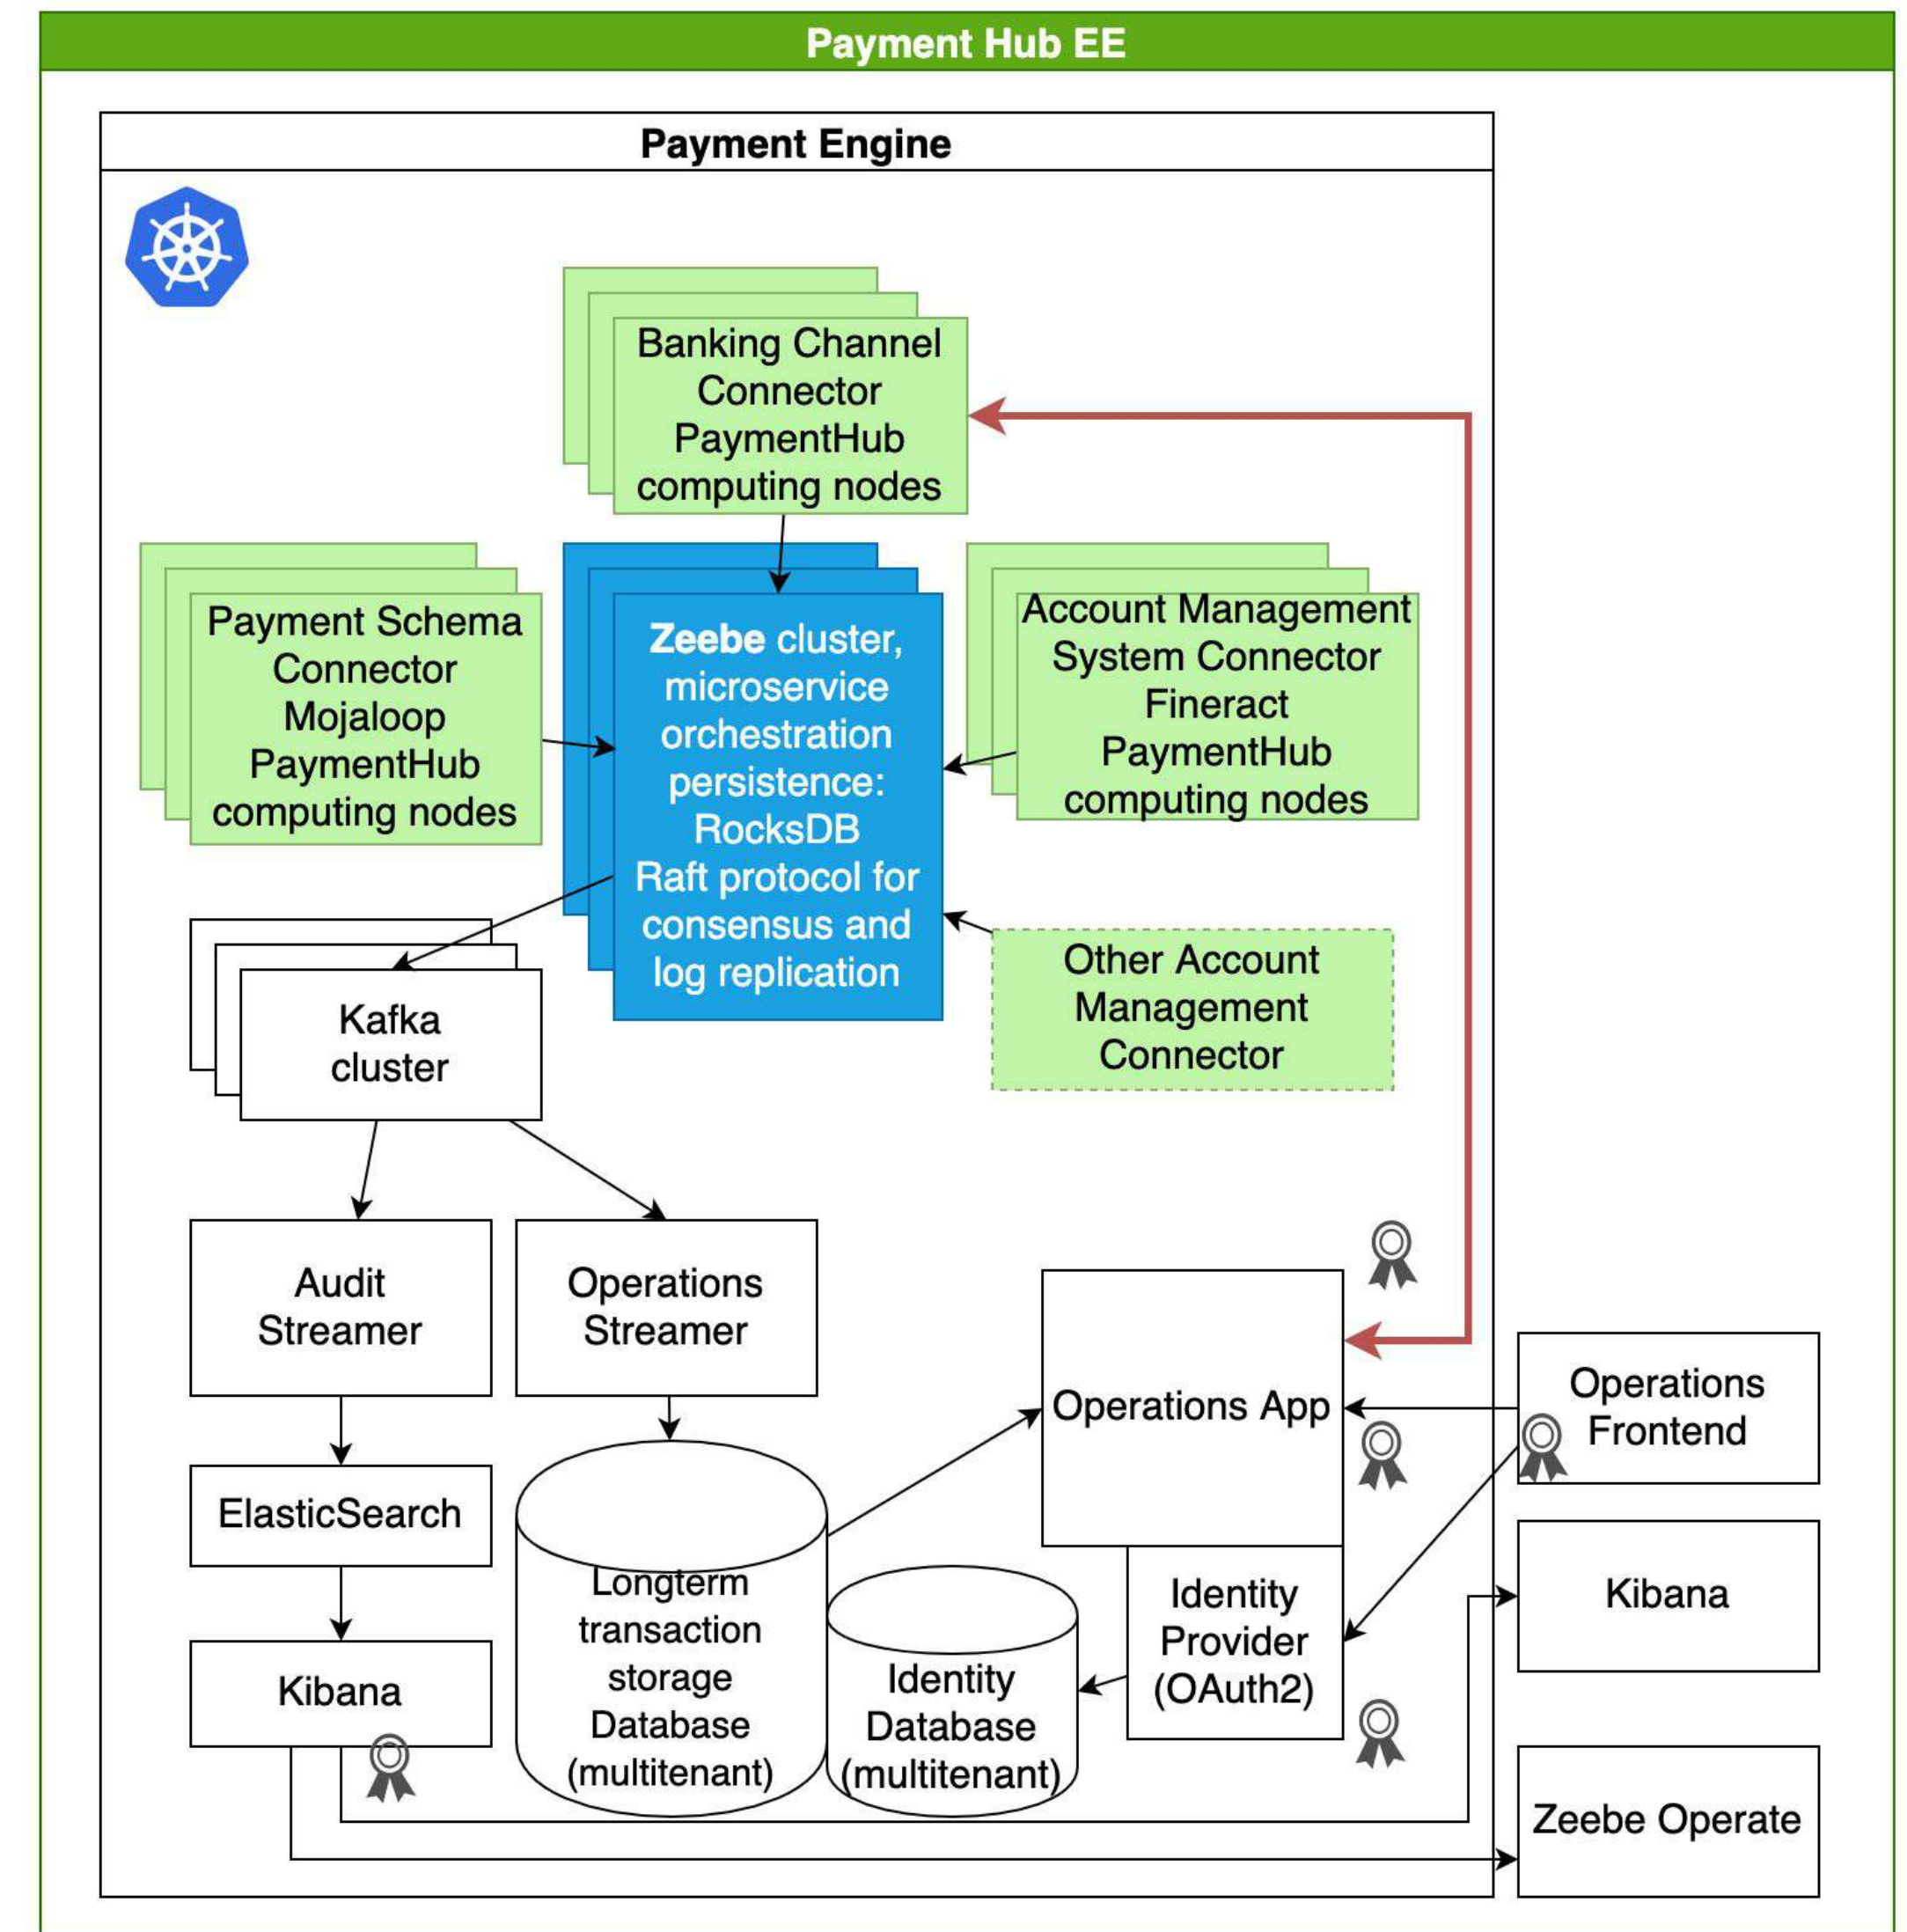 Payment Hub EE
Payment Engine
Banking Channel
Connector
PaymentHub
computing nodes
Payment Schema
Connector
Mojaloop
PaymentHub
computing nodes
Zeebe cluster,
microservice
orchestration
persistence:
RocksDB
Raft protocol for
consensus and
log replication
Account Management
System Connector
Fineract
PaymentHub
computing nodes
Other Account
Management
Connector
Kafka
cluster
Audit
Streamer
Operations
Streamer
Operations App
Operations
Frontend
ElasticSearch
Longterm
transaction
storage
Database
(multitenant)
Identity
Database
(multitenant)
Identity
Provider
(OAuth2)
Kibana
Kibana
Zeebe Operate